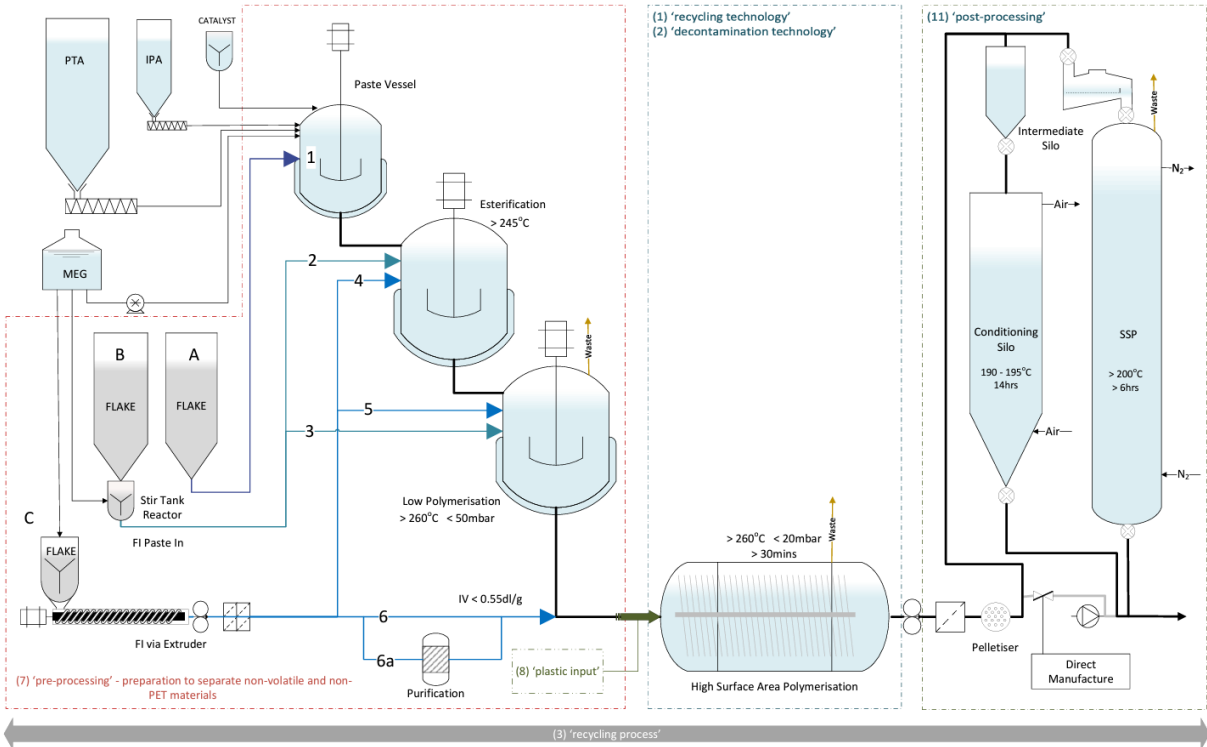 CATALYST
PTA
IPA
Paste Vessel
1
Esterification
> 245°C
2
4
MEG
B
A
FLAKE
FLAKE
Stir Tank
Reactor
FI Paste In
C
FLAKE
FI via Extruder
5
3
Waste
Low Polymerisation
> 260°C < 50mbar
IV < 0.55dl/g
6
6a
Purification
(7) 'pre-processing' - preparation to separate non-volatile and non-
PET materials
(8) 'plastic input'
(1) 'recycling technology'
(2) 'decontamination technology'
> 260°C < 20mbar
> 30mins
Waste
High Surface Area Polymerisation
(11) 'post-processing'
Waste
Intermediate
Silo
N₂
Air
Conditioning
Silo
190 - 195°C
14hrs
SSP
> 200°C
> 6hrs
Air
N₂
Pelletiser
Direct
Manufacture
(3) 'recycling process'